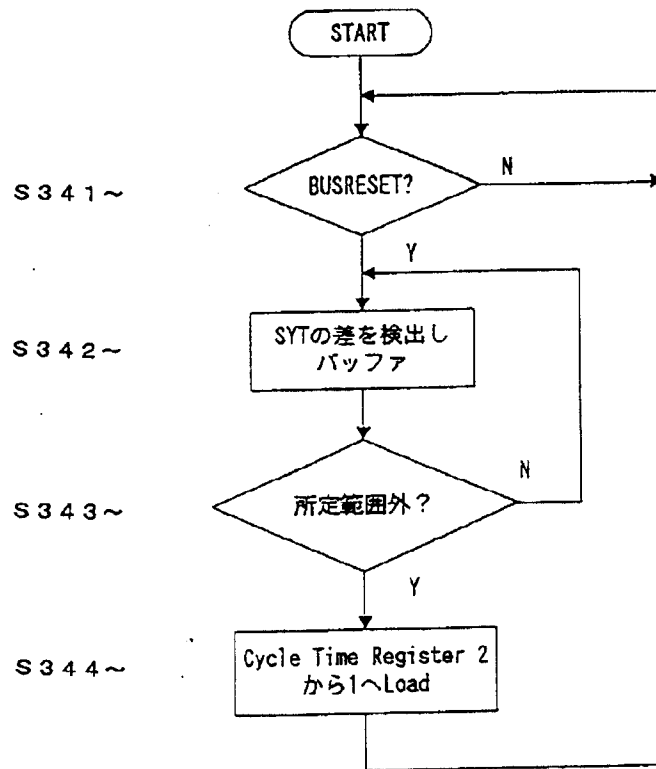 START
S341~
BUSRESET?
N
Y
S342~
SYTの差を検出し
バッファ
S343~
所定範囲外？
N
Y
S344~
Cycle Time Register 2
から1へLoad